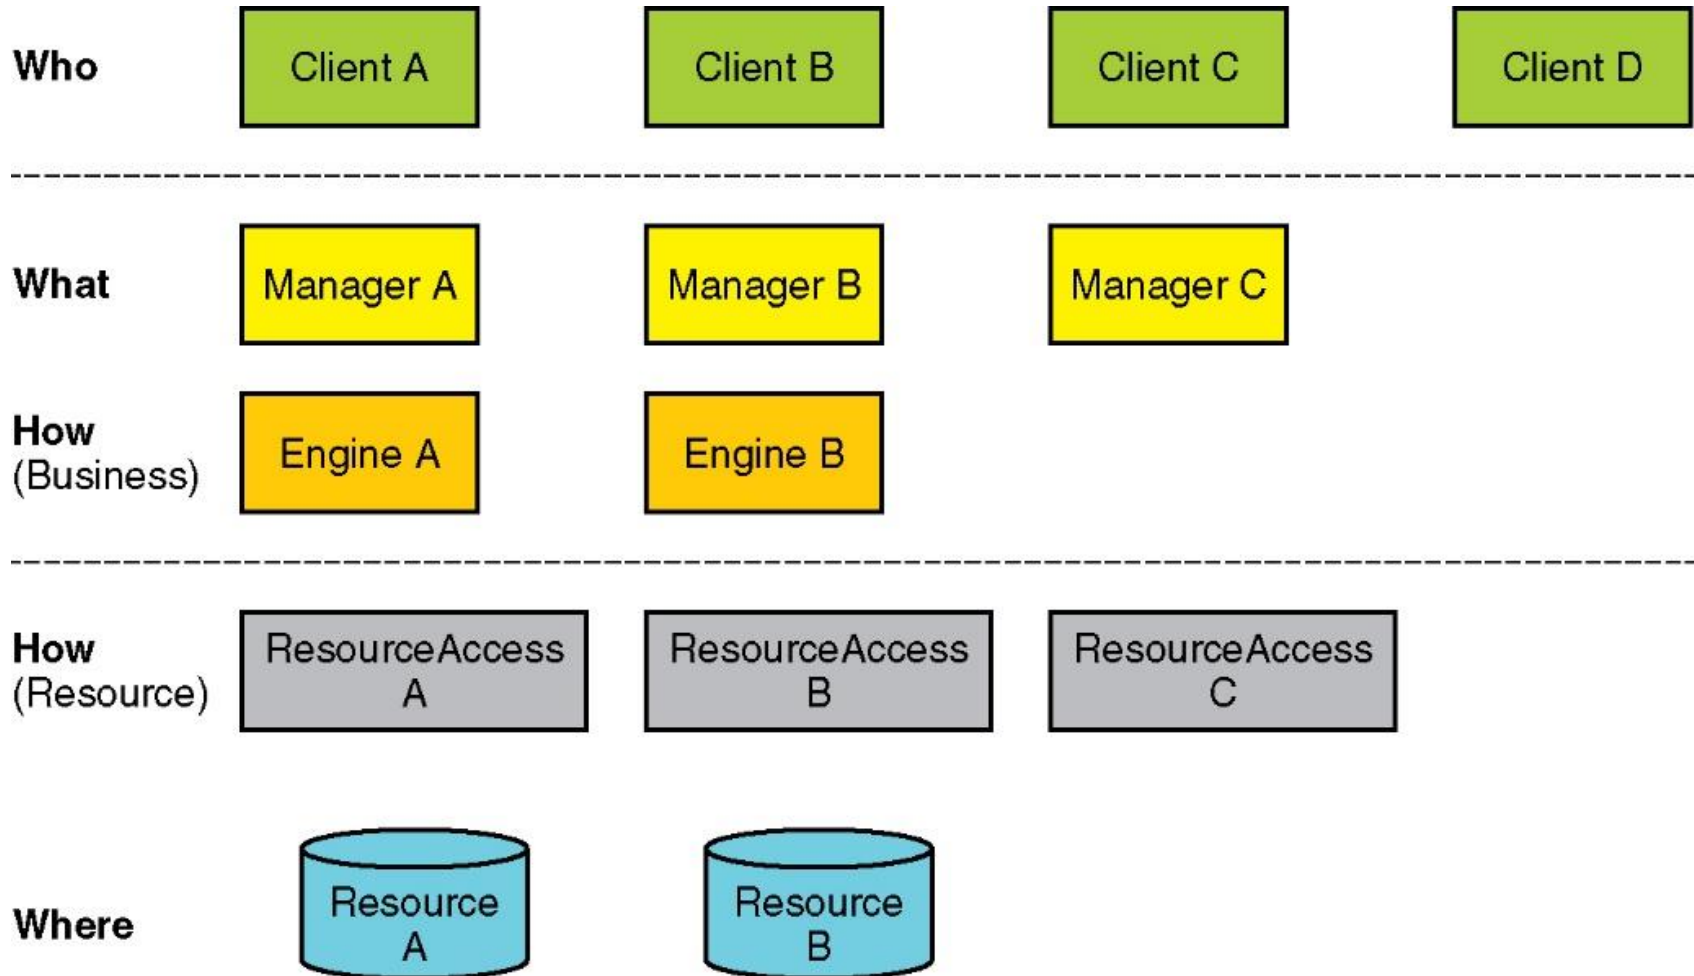 Who
Client A
Client B
Client C
Client D
What
Manager A
Manager B
Manager C
How
(Business)
Engine A
Engine B
How
(Resource)
ResourceAccess
A
ResourceAccess
B
ResourceAccess
C
Where
Resource
A
Resource
B